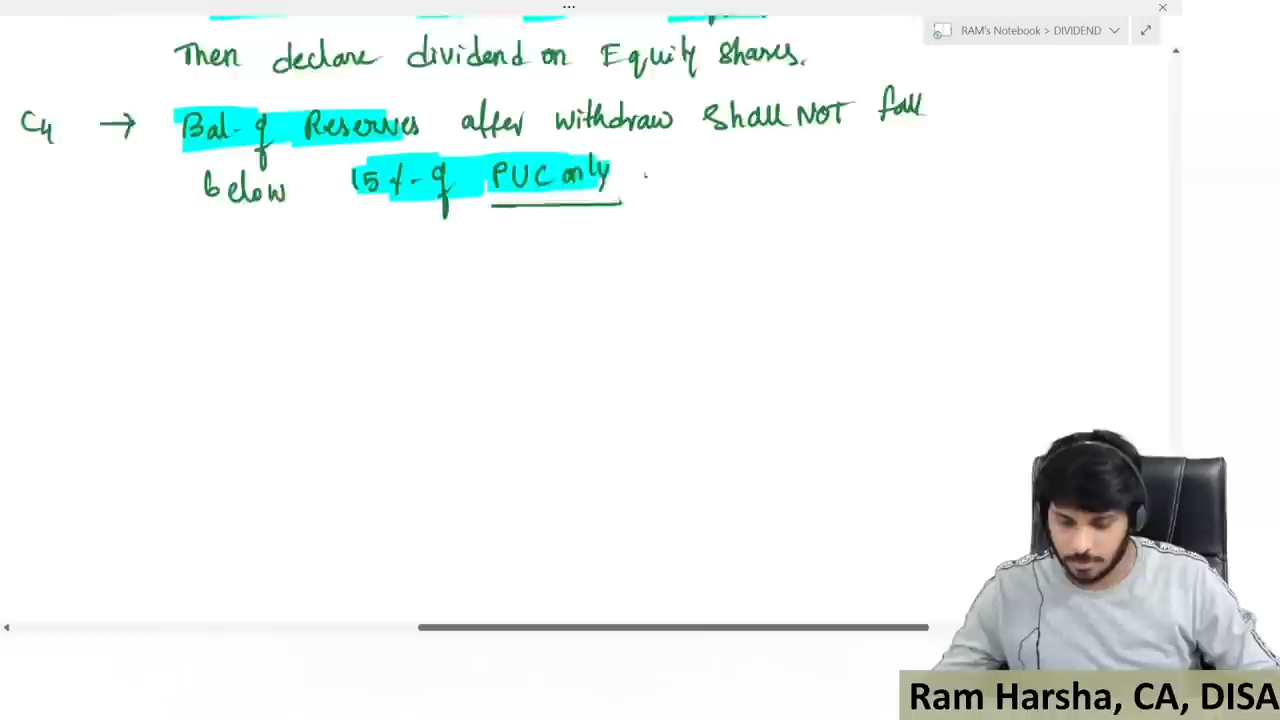 RAM's Notebook > DIVIDEND
Then declare dividend on Equity Shares.
C4 → Bal. of Reserves after withdraw shall NOT fall
below 15 %. of PUC only
Ram Harsha, CA, DISA